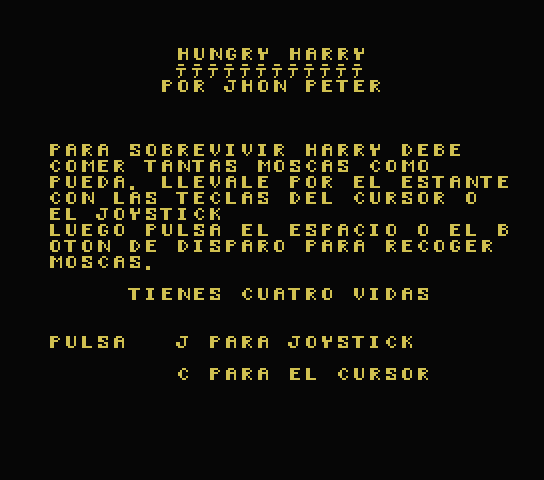 HUNGRY HARRY
POR JHON PETER
PARA SOBREVIVIR HARRY DEBE
COMER TANTAS MOSCAS COMO
PUEDA. LLEVALE POR EL ESTANTE
CON LAS TECLAS DEL CURSOR O
EL JOYSTICK
LUEGO PULSA EL ESPACIO O EL B
OTON DE DISPARO PARA RECOGER
MOSCAS.
TIENES CUATRO VIDAS
PULSA J PARA JOYSTICK
C PARA EL CURSOR